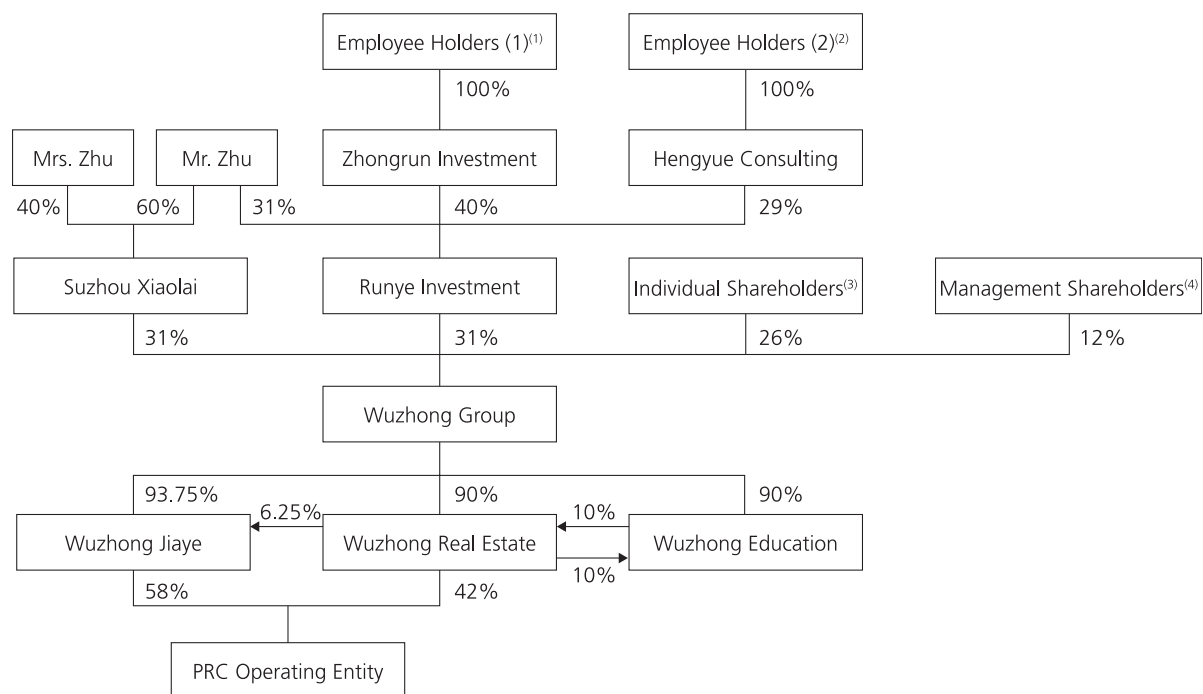 Employee Holders (1)(1)
Employee Holders (2)(2)
100%
100%
Mrs. Zhu
Mr. Zhu
Zhongrun Investment
Hengyue Consulting
40%
60%
31%
40%
29%
Suzhou Xiaolai
Runye Investment
Individual Shareholders(3)
Management Shareholders(4)
31%
31%
26%
12%
Wuzhong Group
93.75%
90%
90%
6.25%
10%
Wuzhong Jiaye
Wuzhong Real Estate
Wuzhong Education
10%
58%
42%
PRC Operating Entity